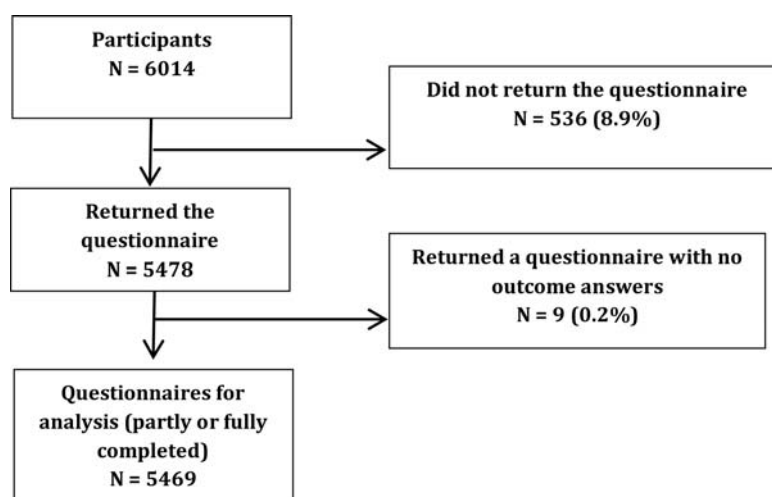 Participants
N = 6014
Did not return the questionnaire
N = 536 (8.9%)
Returned the
questionnaire
N = 5478
Returned a questionnaire with no
outcome answers
N = 9 (0.2%)
Questionnaires for
analysis (partly or fully
completed)
N = 5469